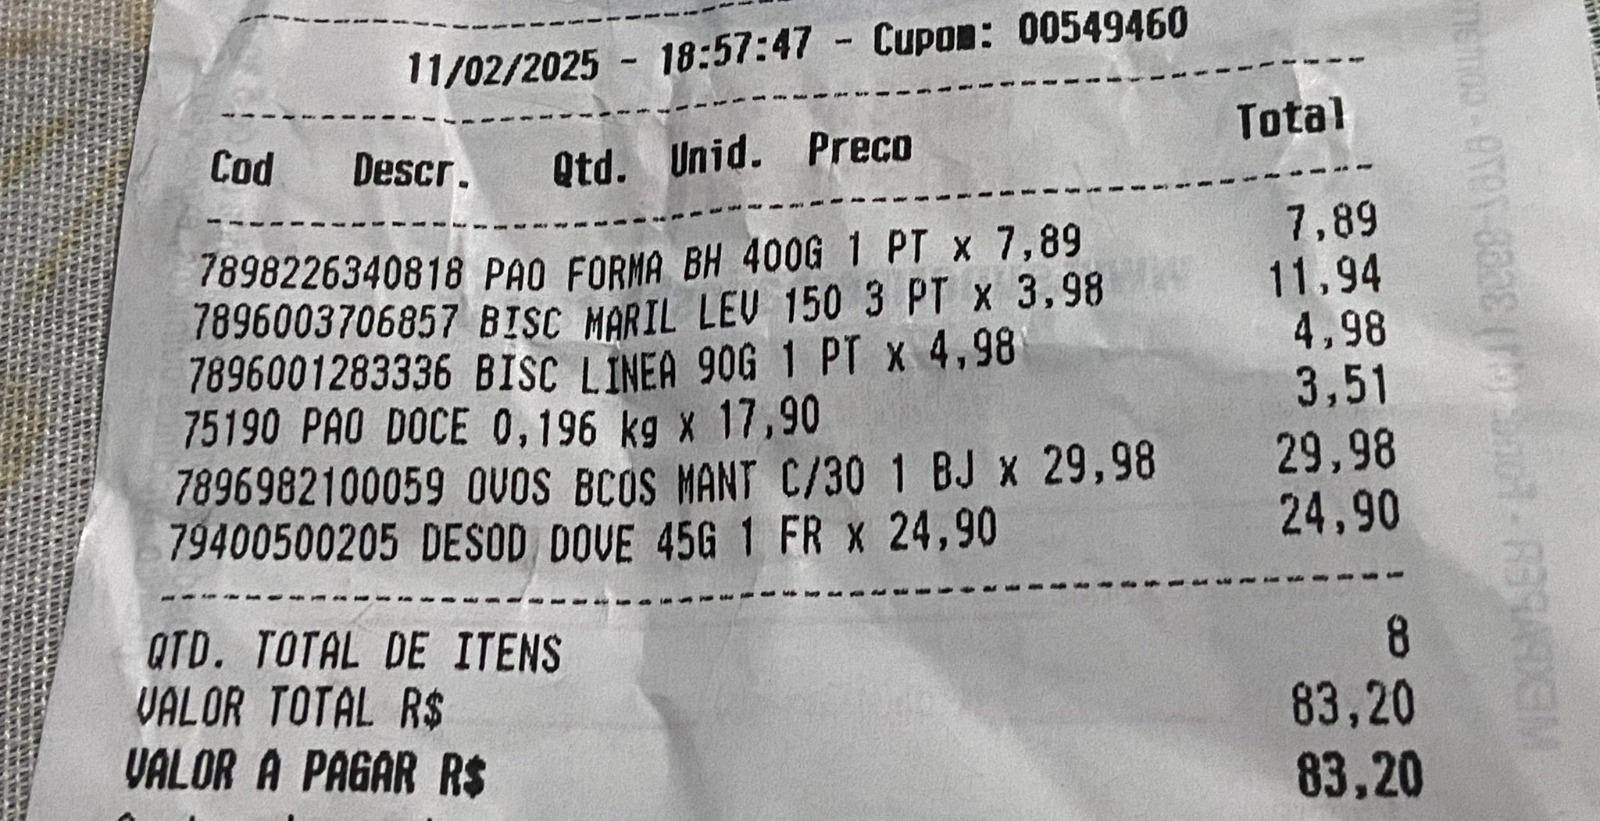 11/02/2025 - 18:57:47 - Cupom: 00549460
Cod Descr. Qtd. Unid. Preco Total
7898226340818 PAO FORMA BH 400G 1 PT x 7,89 7,89
7896003706857 BISC MARIL LEV 150 3 PT x 3,98 11,94
7896001283336 BISC LINEA 90G 1 PT x 4,98 4,98
75190 PAO DOCE 0,196 kg x 17,90 3,51
7896982100059 OVOS BCOS MANT C/30 1 BJ x 29,98 29,98
79400500205 DESOD DOVE 45G 1 FR x 24,90 24,90
QTD. TOTAL DE ITENS 8
VALOR TOTAL R$ 83,20
VALOR A PAGAR R$ 83,20